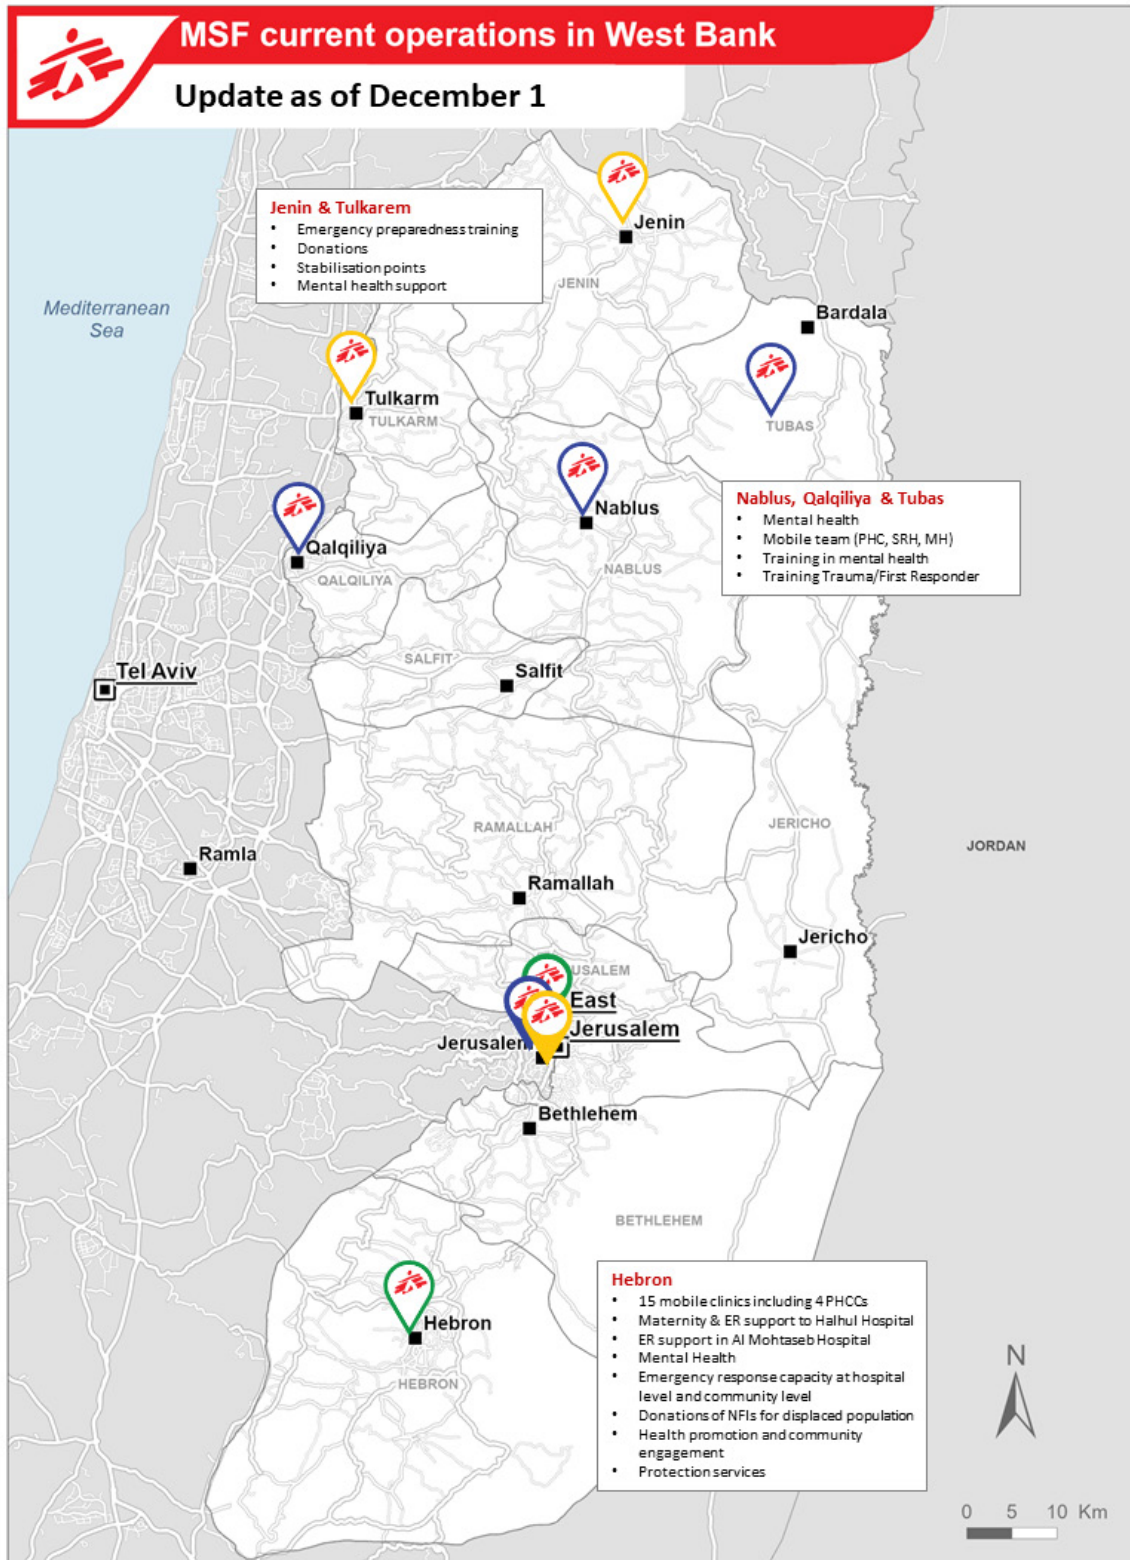 MSF current operations in West Bank
Update as of December 1
Jenin & Tulkarem
• Emergency preparedness training
• Donations
• Stabilisation points
• Mental health support
Jenin
JENIN
Mediterranean
Sea
Bardala
Tulkarm
TULKARM
TUBAS
Nablus, Qalqiliya & Tubas
• Mental health
• Mobile team (PHC, SRH, MH)
• Training in mental health
• Training Trauma/First Responder
Nablus
NABLUS
Qalqiliya
QALQILIYA
SALFIT
Salfit
Tel Aviv
RAMALLAH
JERICHO
JORDAN
Ramla
Ramallah
Jericho
USALEM
East
Jerusalem
Jerusalem
Bethlehem
BETHLEHEM
Hebron
HEBRON
Hebron
• 15 mobile clinics including 4 PHCCs
• Maternity & ER support to Halhul Hospital
• ER support in Al Mohtaseb Hospital
• Mental Health
• Emergency response capacity at hospital
level and community level
• Donations of NFIs for displaced population
• Health promotion and community
engagement
• Protection services
N
0 5 10 Km